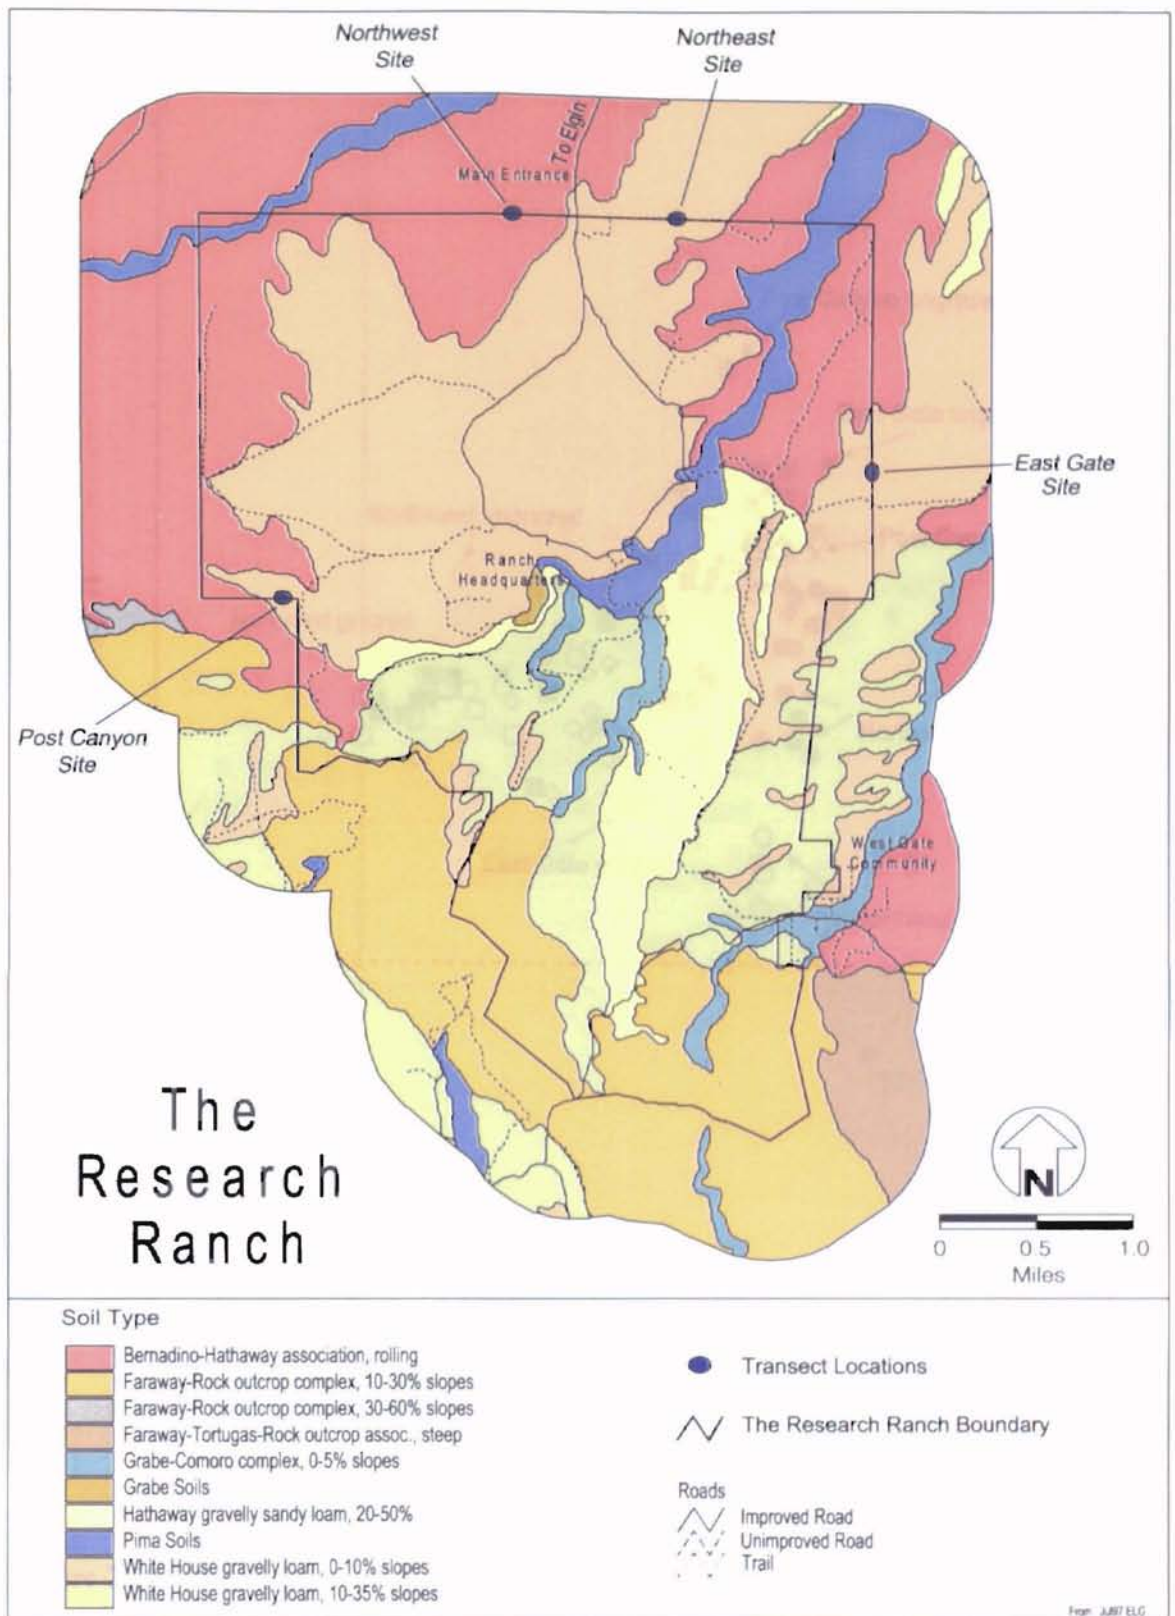 Northwest
Site
Northeast
Site
To Elgin
Main Entrance
East Gate
Site
Ranch
Headquarters
Post Canyon
Site
West Gate
Community
The
Research
Ranch
N
0 0.5 1.0
Miles
Soil Type
Bernadino-Hathaway association, rolling
Faraway-Rock outcrop complex, 10-30% slopes
Faraway-Rock outcrop complex, 30-60% slopes
Faraway-Tortugas-Rock outcrop assoc., steep
Grabe-Comoro complex, 0-5% slopes
Grabe Soils
Hathaway gravelly sandy loam, 20-50%
Pima Soils
White House gravelly loam, 0-10% slopes
White House gravelly loam, 10-35% slopes
Transect Locations
The Research Ranch Boundary
Roads
Improved Road
Unimproved Road
Trail
From: Jul97 ELG